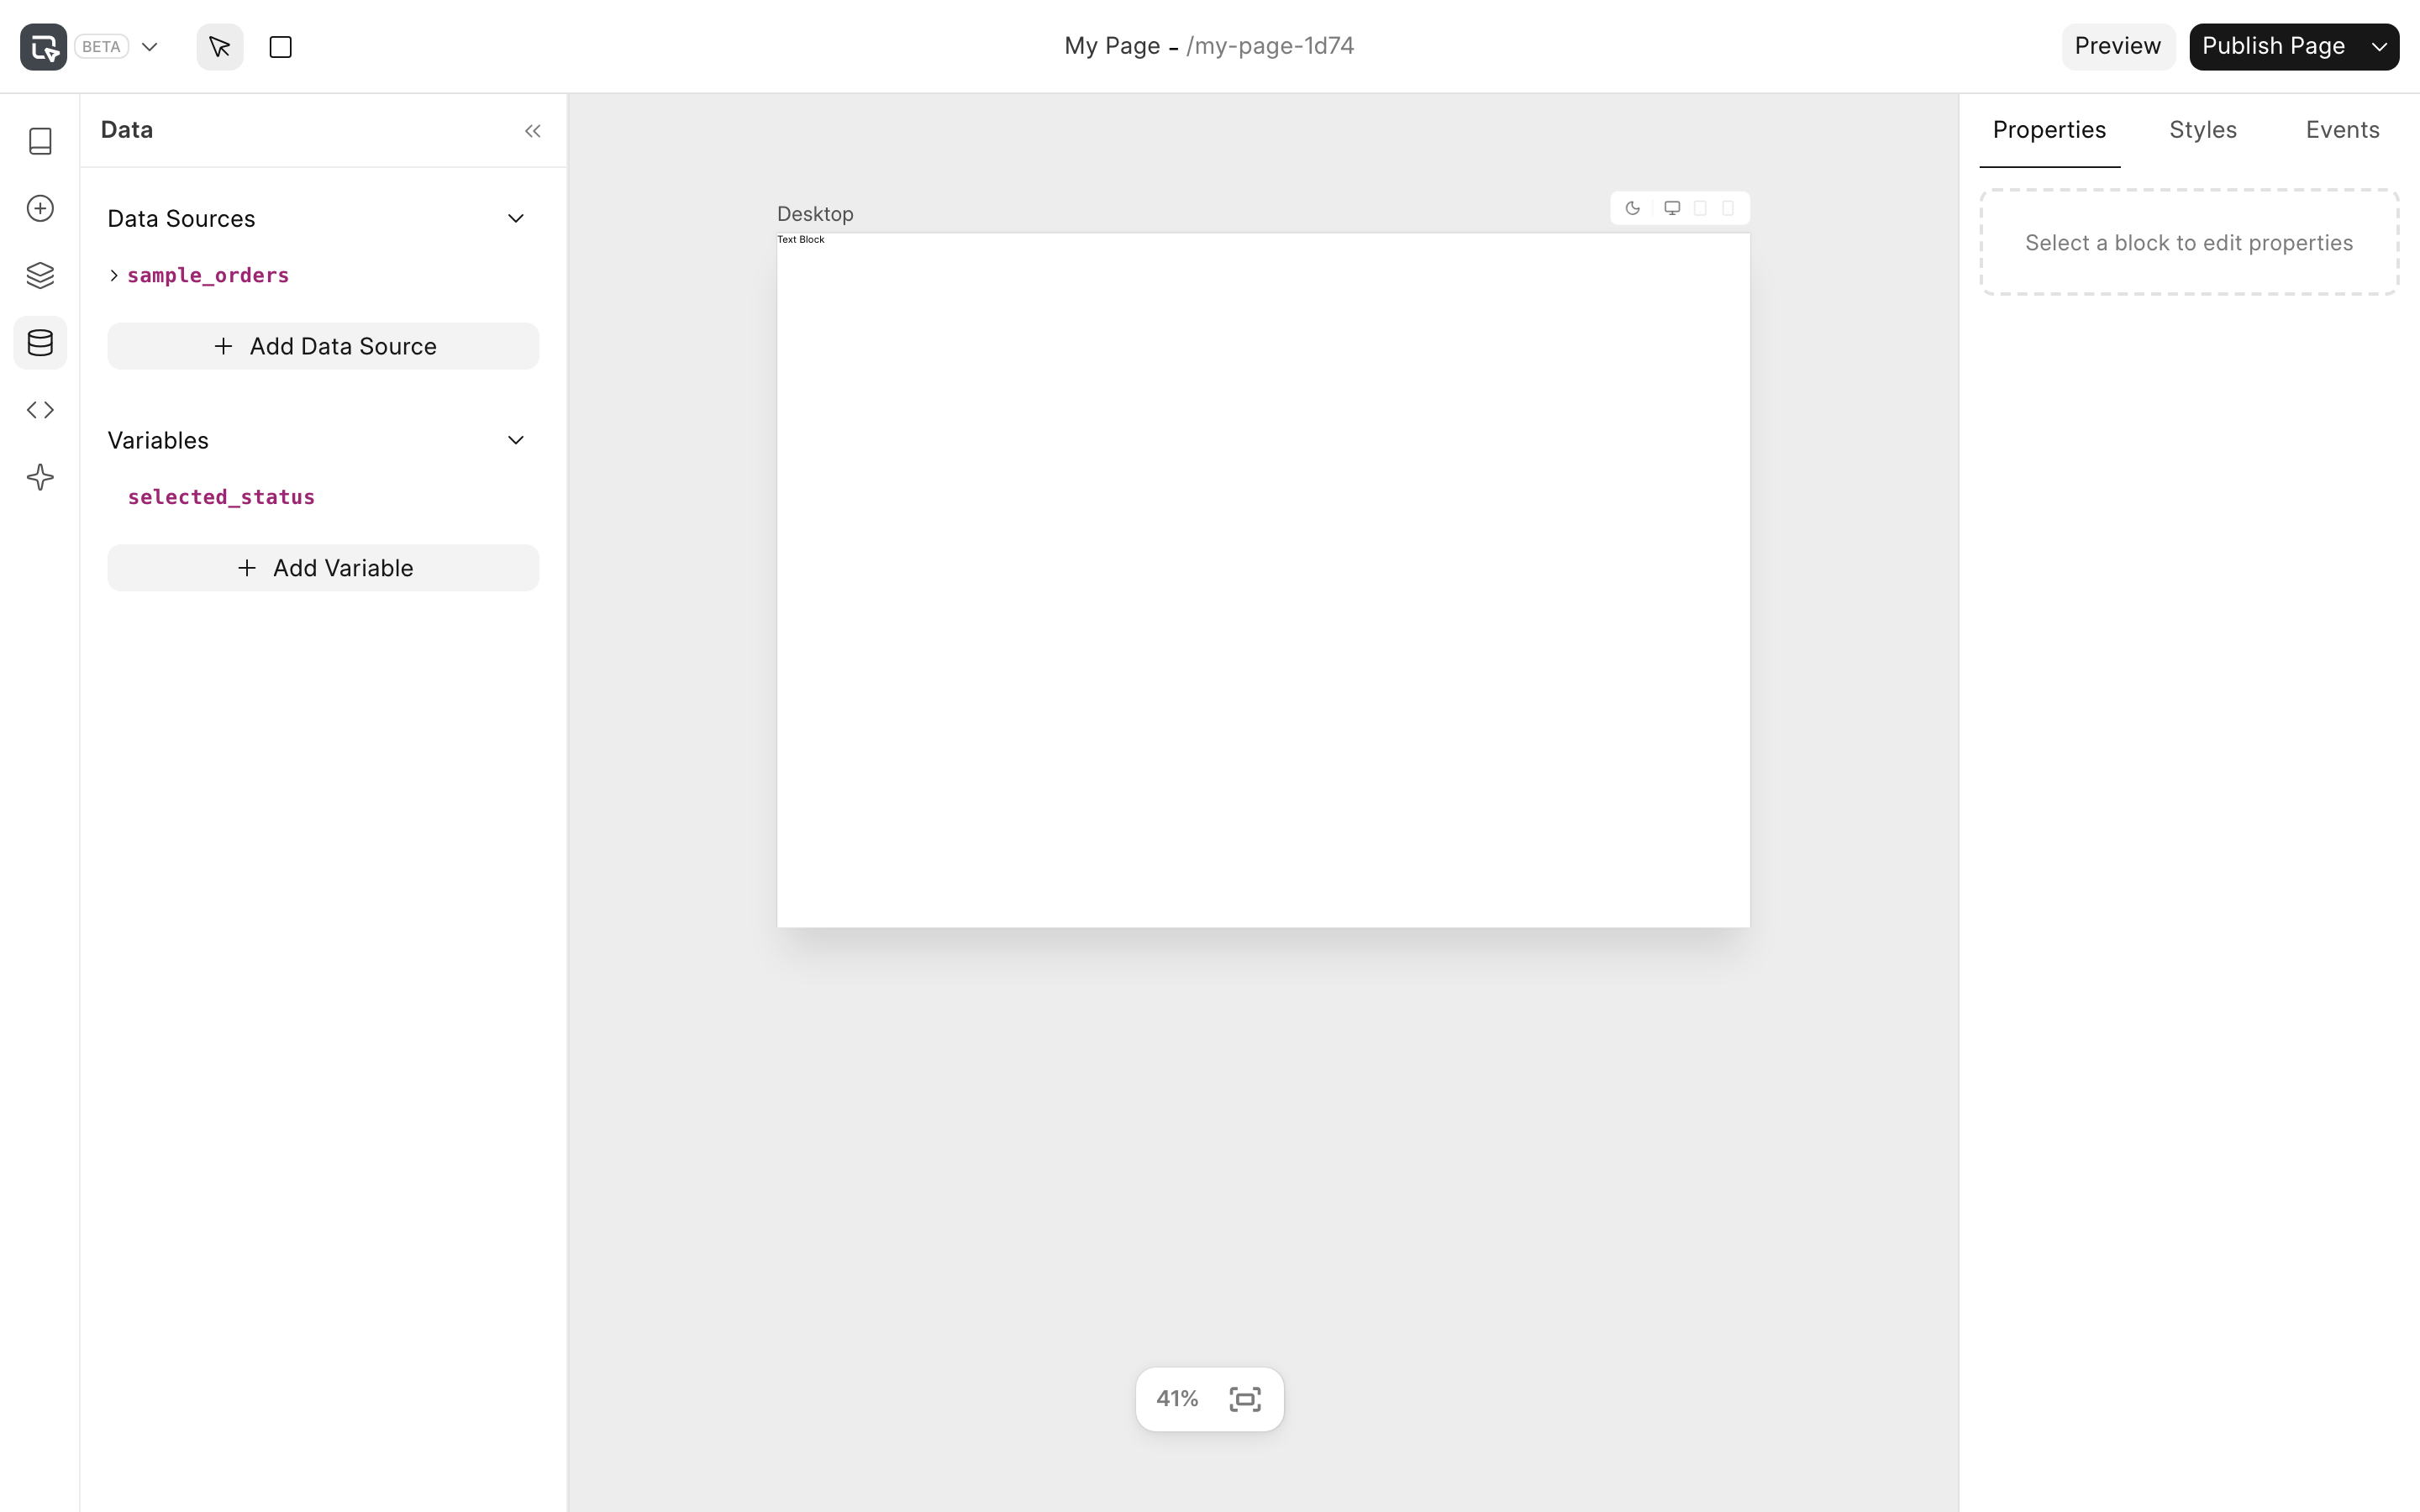 BETA
My Page - /my-page-1d74
Preview
Publish Page
Data
Data Sources
sample_orders
Add Data Source
Variables
selected_status
Add Variable
Desktop
Text Block
41%
Properties
Styles
Events
Select a block to edit properties